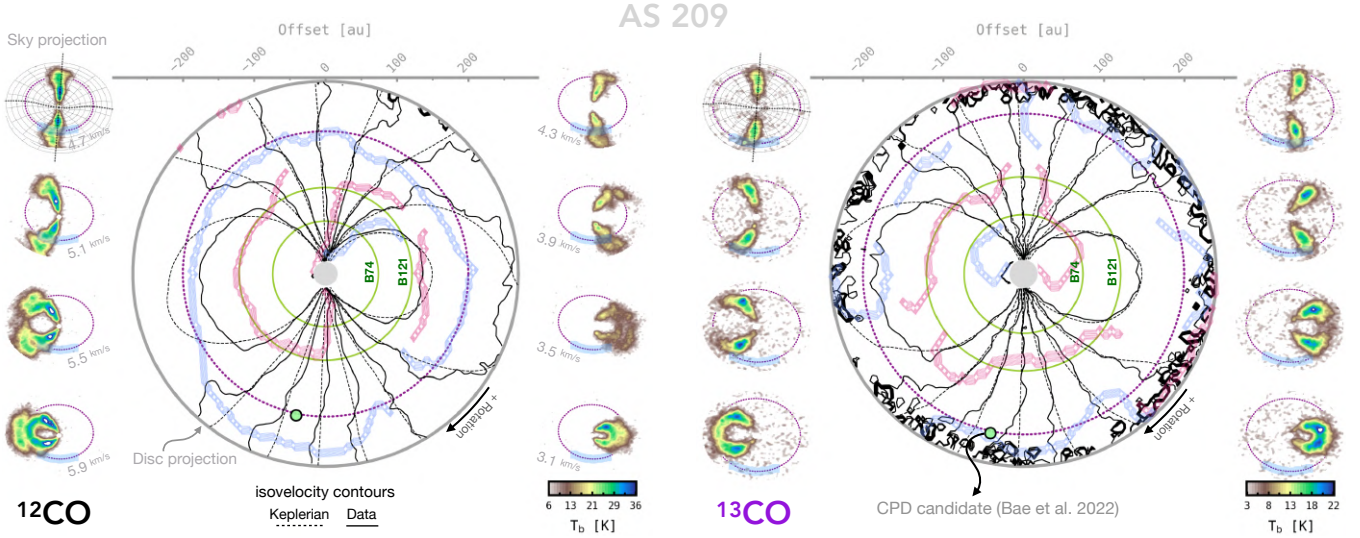 AS 209
Sky projection
Offset [au]
-200 -100 0 100 200
4.7 km/s
5.1 km/s
5.5 km/s
5.9 km/s
4.3 km/s
3.9 km/s
3.5 km/s
3.1 km/s
B74
B121
+ Rotation
Disc projection
12CO
isovelocity contours
Keplerian Data
6 13 21 28 36
Tb [K]
Offset [au]
-200 -100 0 100 200
B74
B121
+ Rotation
13CO
CPD candidate (Bae et al. 2022)
3 8 13 18 22
Tb [K]